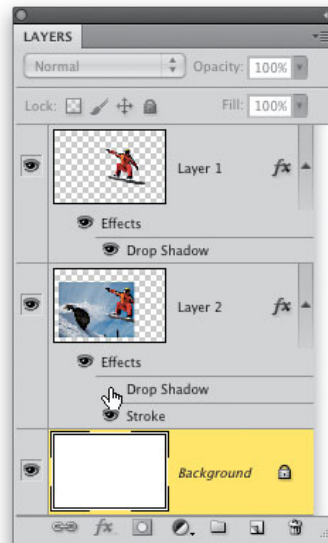 LAYERS
Normal Opacity: 100%
Lock: Fill: 100%
Layer 1 fx
Effects
Drop Shadow
Layer 2 fx
Effects
Drop Shadow
Stroke
Background
fx